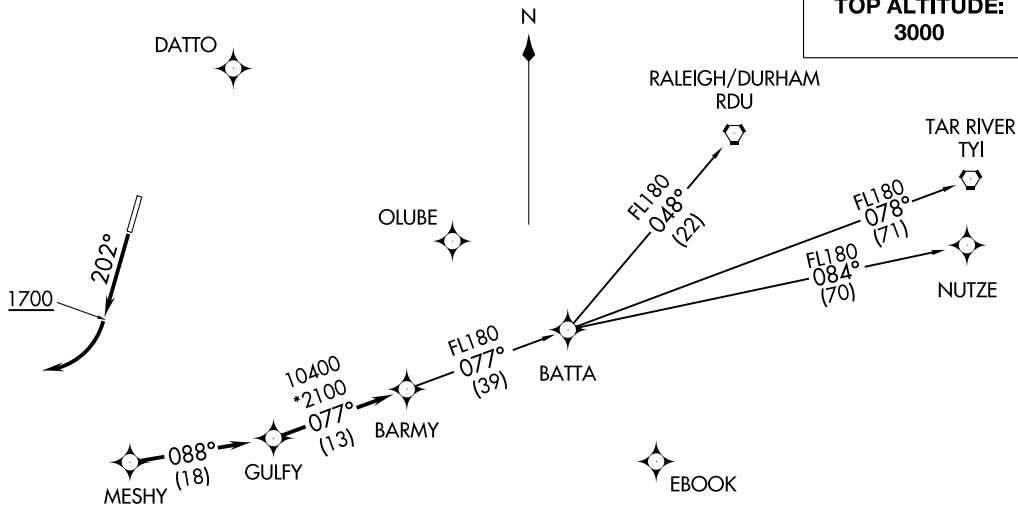 TOP ALTITUDE:
3000
N
DATTO
RALEIGH/DURHAM
RDU
TAR RIVER
TYI
OLUBE
FL180
048°
(22)
FL180
078°
(71)
FL180
084°
(70)
NUTZE
202°
1700
FL180
077°
(39)
BATTA
10400
*2100
077°
(13)
BARMY
088°
(18)
GULFY
MESHY
EBOOK